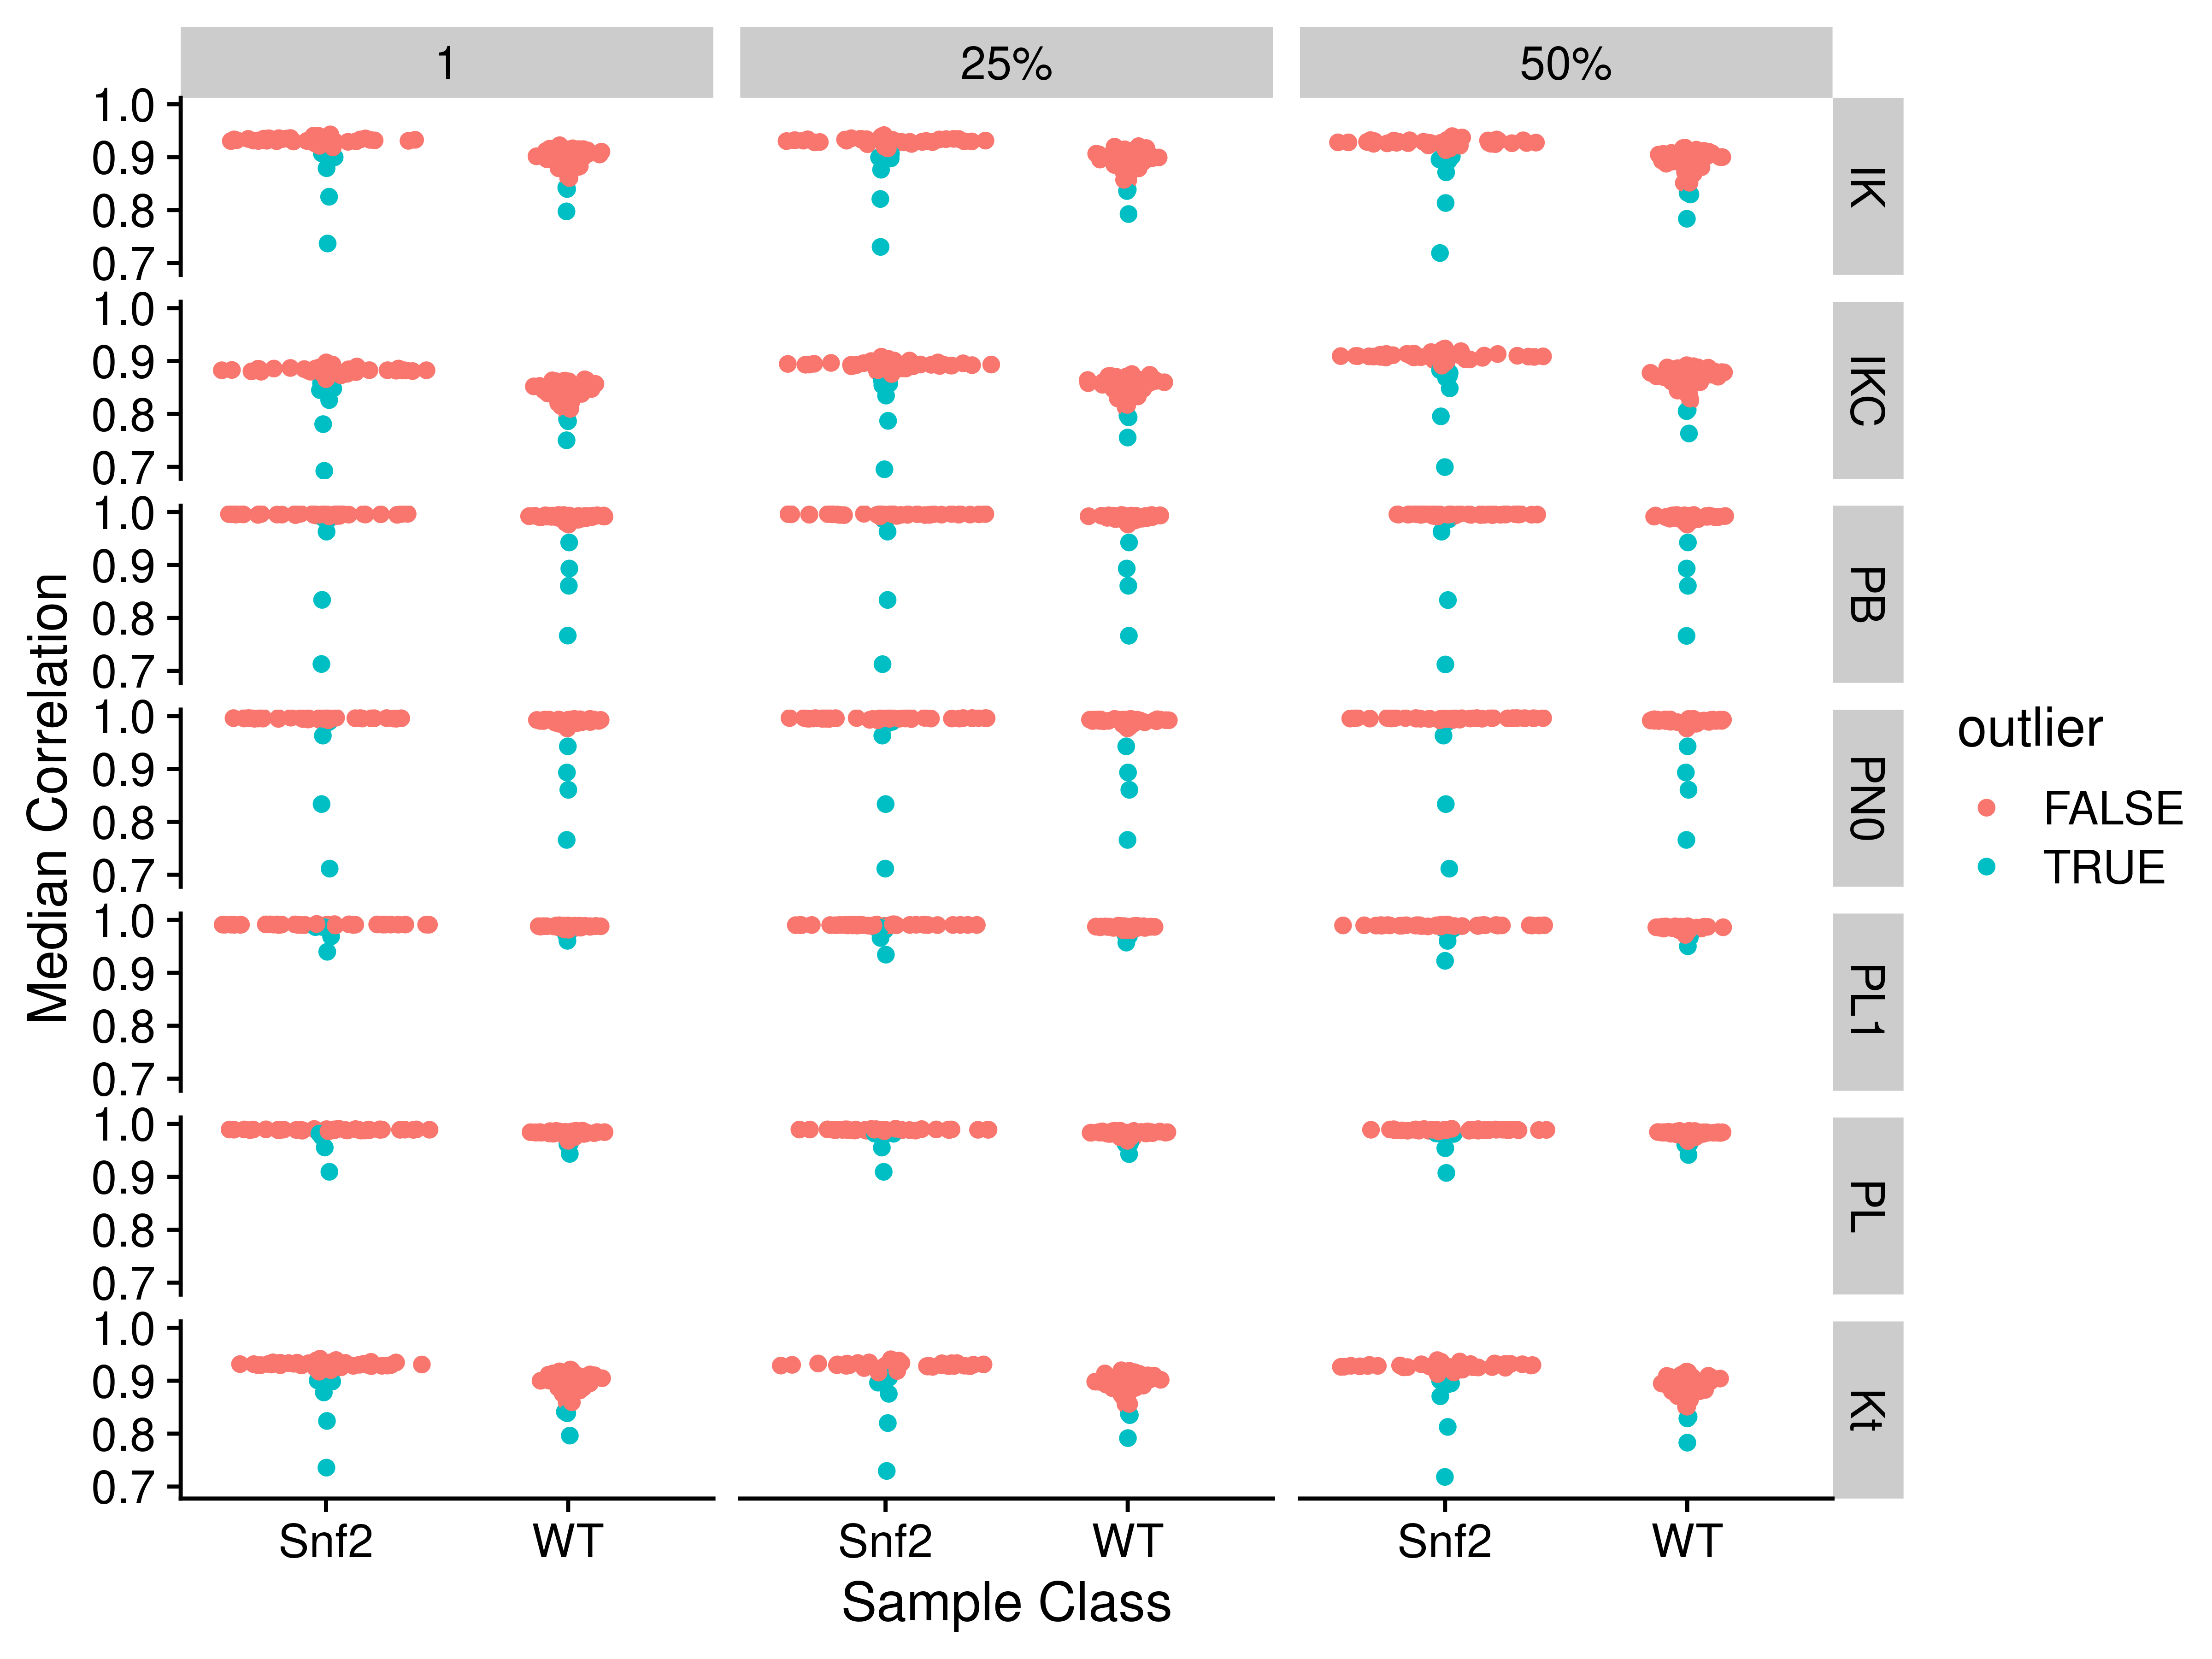 1 25% 50%
1.0
0.9
0.8
0.7
IK
1.0
0.9
0.8
0.7
IKC
1.0
0.9
0.8
0.7
PB
1.0
0.9
0.8
0.7
PN0
1.0
0.9
0.8
0.7
PL1
1.0
0.9
0.8
0.7
PL
1.0
0.9
0.8
0.7
Kt
Median Correlation
Snf2 WT Snf2 WT Snf2 WT
Sample Class
outlier
FALSE
TRUE